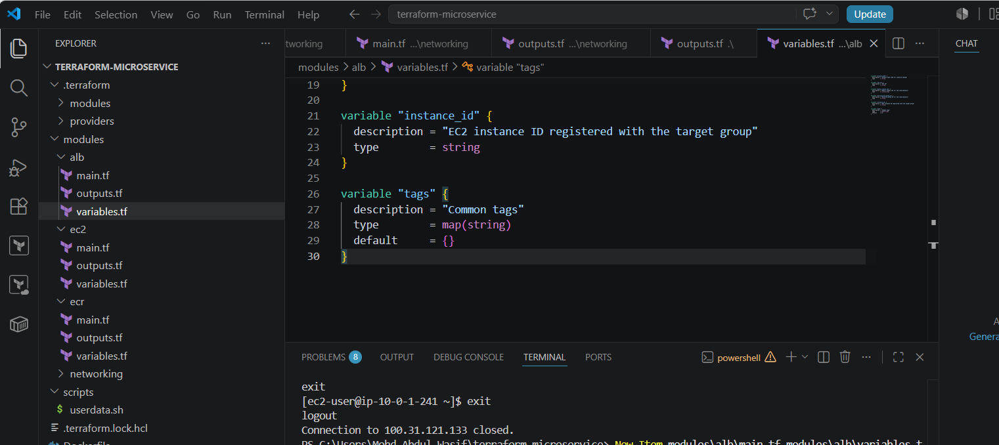 File Edit Selection View Go Run Terminal Help
terraform-microservice
Update
EXPLORER
TERRAFORM-MICROSERVICE
.terraform
modules
providers
modules
alb
main.tf
outputs.tf
variables.tf
ec2
main.tf
outputs.tf
variables.tf
ecr
main.tf
outputs.tf
variables.tf
networking
scripts
$ userdata.sh
.terraform.lock.hcl
Dockerfile
tworking
main.tf ...\networking
outputs.tf ...\networking
outputs.tf .\
variables.tf ...\alb
modules > alb > variables.tf > variable "tags"
19 }
20
21 variable "instance_id" {
22 description = "EC2 instance ID registered with the target group"
23 type = string
24 }
25
26 variable "tags" {
27 description = "Common tags"
28 type = map(string)
29 default = {}
30 }
PROBLEMS 8 OUTPUT DEBUG CONSOLE TERMINAL PORTS
powershell
exit
[ec2-user@ip-10-0-1-241 ~]$ exit
logout
Connection to 100.31.121.133 closed.
PS C:\Users\Mohd Abdul Wasif\terraform-microservice> New-Item modules\alb\main.tf,modules\alb\variables.t
CHAT
A
Genera